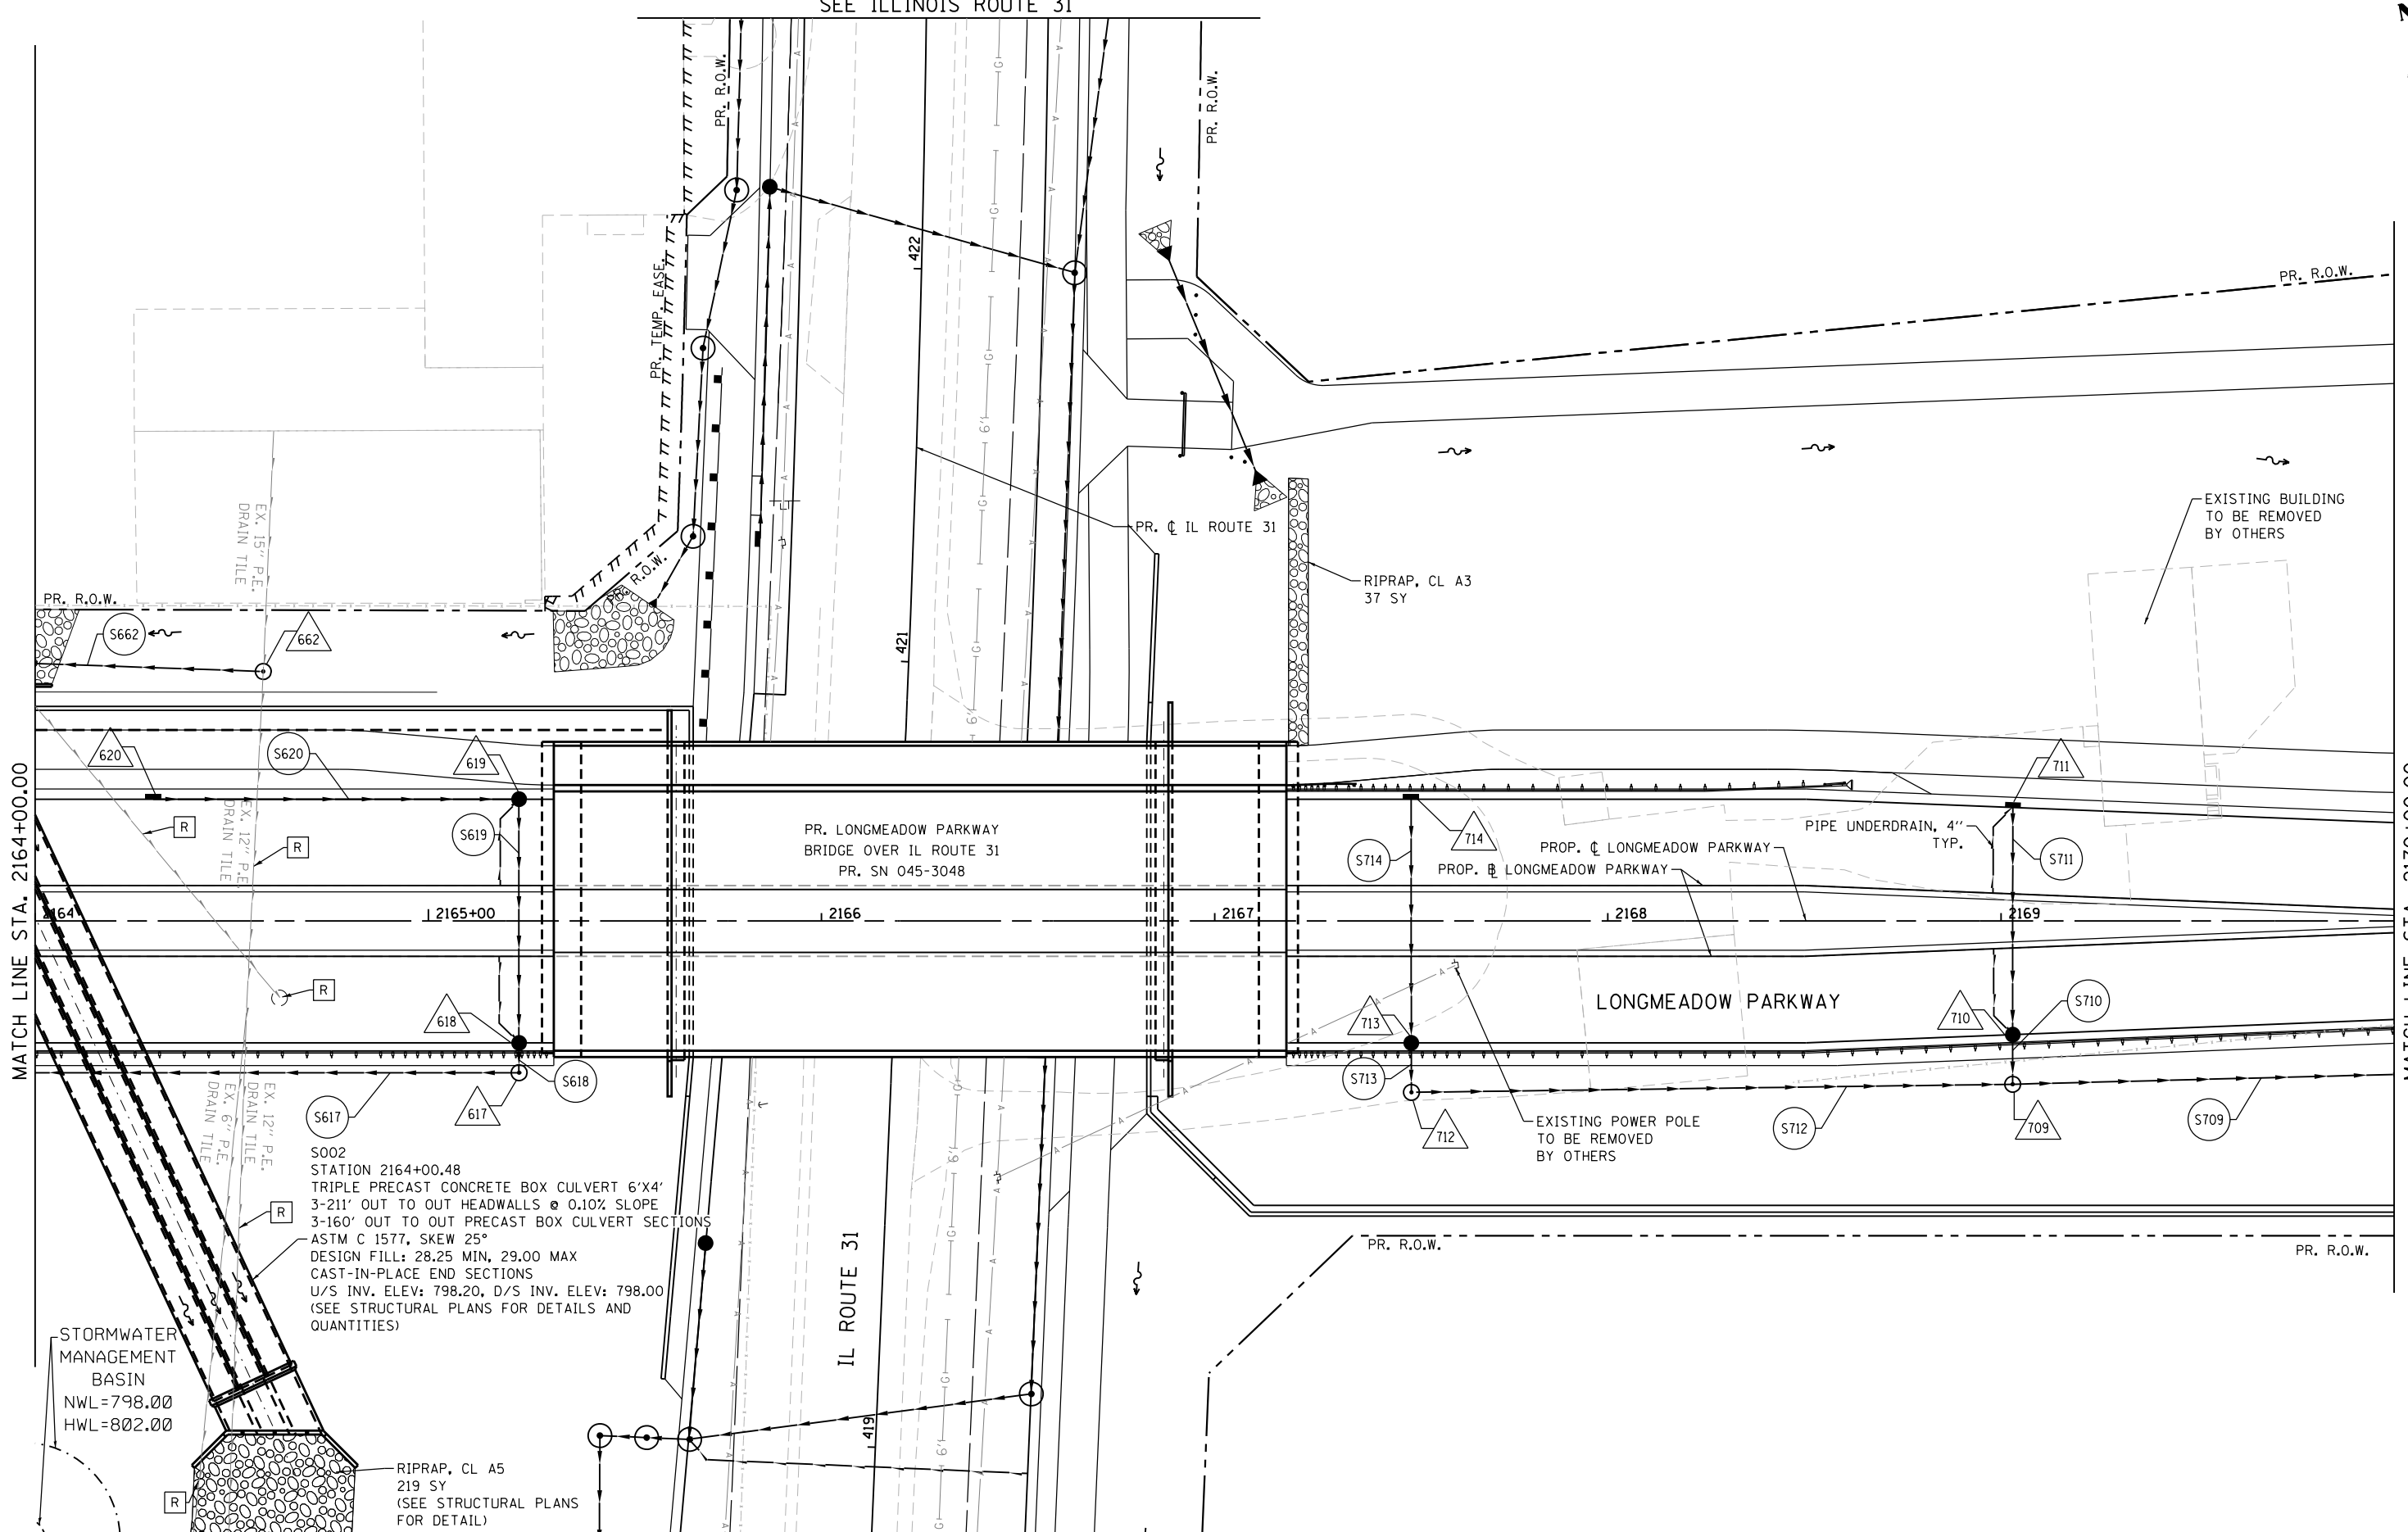 SEE ILLINOIS ROUTE 31
PR. R.O.W.
PR. R.O.W.
PR. TEMP. EASE.
422
PR. R.O.W.
6"
EX. 15" P.E.
DRAIN TILE
PR. ℄ IL ROUTE 31
EXISTING BUILDING
TO BE REMOVED
BY OTHERS
RIPRAP, CL A3
37 SY
PR. R.O.W.
PR. R.O.W.
S662
662
421
6"
620
S620
619
711
EX. 12" P.E.
DRAIN TILE
R
R
S619
PR. LONGMEADOW PARKWAY
BRIDGE OVER IL ROUTE 31
PR. SN 045-3048
714
S714
PIPE UNDERDRAIN, 4"
TYP.
S711
PROP. ℄ LONGMEADOW PARKWAY
PROP. B LONGMEADOW PARKWAY
MATCH LINE STA. 2164+00.00
2164
2165+00
2166
2167
2168
2169
R
618
713
LONGMEADOW PARKWAY
710
S710
S618
S713
S617
617
712
S712
709
S709
EX. 12" P.E.
DRAIN TILE
EX. 6" P.E.
DRAIN TILE
EXISTING POWER POLE
TO BE REMOVED
BY OTHERS
S002
STATION 2164+00.48
TRIPLE PRECAST CONCRETE BOX CULVERT 6'X4'
3-211' OUT TO OUT HEADWALLS @ 0.10% SLOPE
3-160' OUT TO OUT PRECAST BOX CULVERT SECTIONS
ASTM C 1577, SKEW 25°
DESIGN FILL: 28.25 MIN, 29.00 MAX
CAST-IN-PLACE END SECTIONS
U/S INV. ELEV: 798.20, D/S INV. ELEV: 798.00
(SEE STRUCTURAL PLANS FOR DETAILS AND
QUANTITIES)
R
6"
IL ROUTE 31
PR. R.O.W.
PR. R.O.W.
STORMWATER
MANAGEMENT
BASIN
NWL=798.00
HWL=802.00
419
6"
R
RIPRAP, CL A5
219 SY
(SEE STRUCTURAL PLANS
FOR DETAIL)